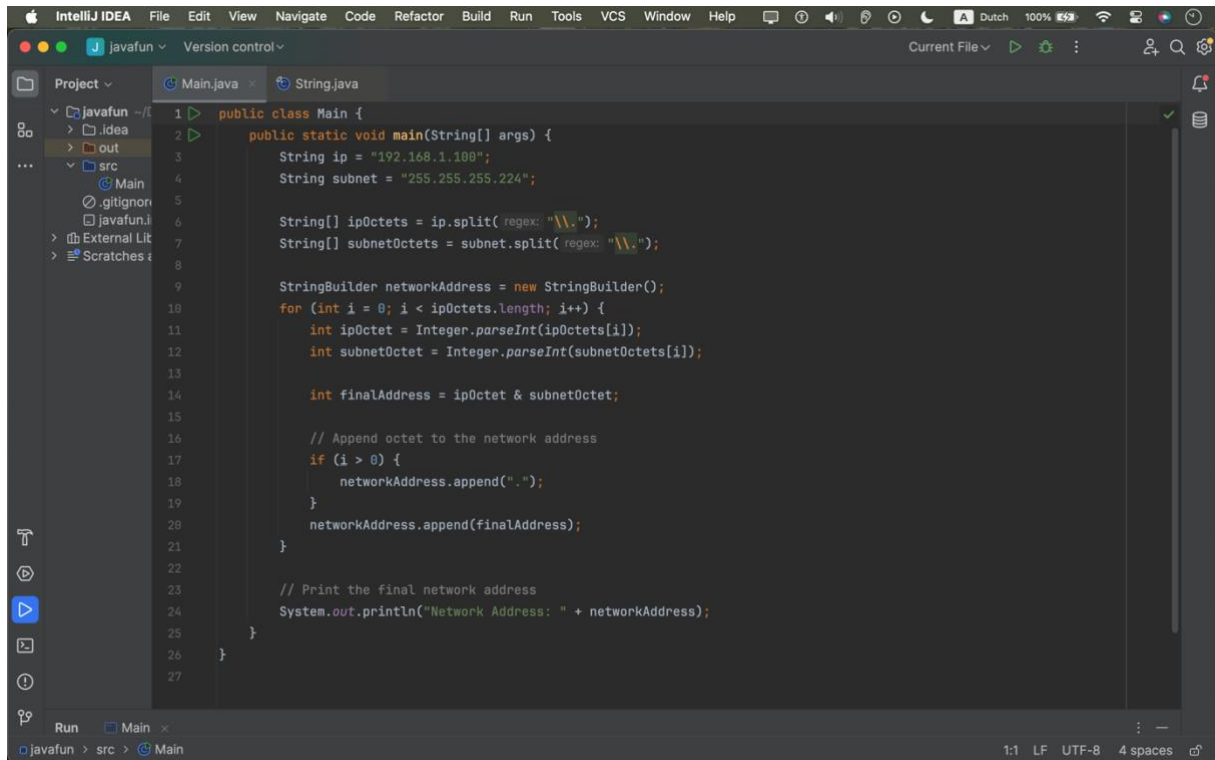 IntelliJ IDEA File Edit View Navigate Code Refactor Build Run Tools VCS Window Help A Dutch 100%
J javafun Version control Current File
Project Main.java String.java
javafun ~/D
.idea
out
src
Main
.gitignor
javafun.i
External Lib
Scratches a
1 public class Main {
2 public static void main(String[] args) {
3 String ip = "192.168.1.100";
4 String subnet = "255.255.255.224";
5
6 String[] ipOctets = ip.split( regex: "\\.");
7 String[] subnetOctets = subnet.split( regex: "\\.");
8
9 StringBuilder networkAddress = new StringBuilder();
10 for (int i = 0; i < ipOctets.length; i++) {
11 int ipOctet = Integer.parseInt(ipOctets[i]);
12 int subnetOctet = Integer.parseInt(subnetOctets[i]);
13
14 int finalAddress = ipOctet & subnetOctet;
15
16 // Append octet to the network address
17 if (i > 0) {
18 networkAddress.append(".");
19 }
20 networkAddress.append(finalAddress);
21 }
22
23 // Print the final network address
24 System.out.println("Network Address: " + networkAddress);
25 }
26 }
27
Run Main
javafun > src > Main 1:1 LF UTF-8 4 spaces